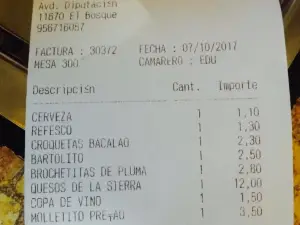 Avd. Diputación
11670 El Bosque
956716057
FACTURA : 30372 FECHA : 07/10/2017
MESA 300 CAMARERO : EDU
Descripción Cant. Importe
CERVEZA 1 1,10
REFESCO 1 1,30
CROQUETAS BACALAO 1 2,30
BARTOLITO 1 2,50
BROCHETITAS DE PLUMA 1 2,80
QUESOS DE LA SIERRA 1 12,00
COPA DE VINO 1 1,50
MOLLETITO 1 3,50